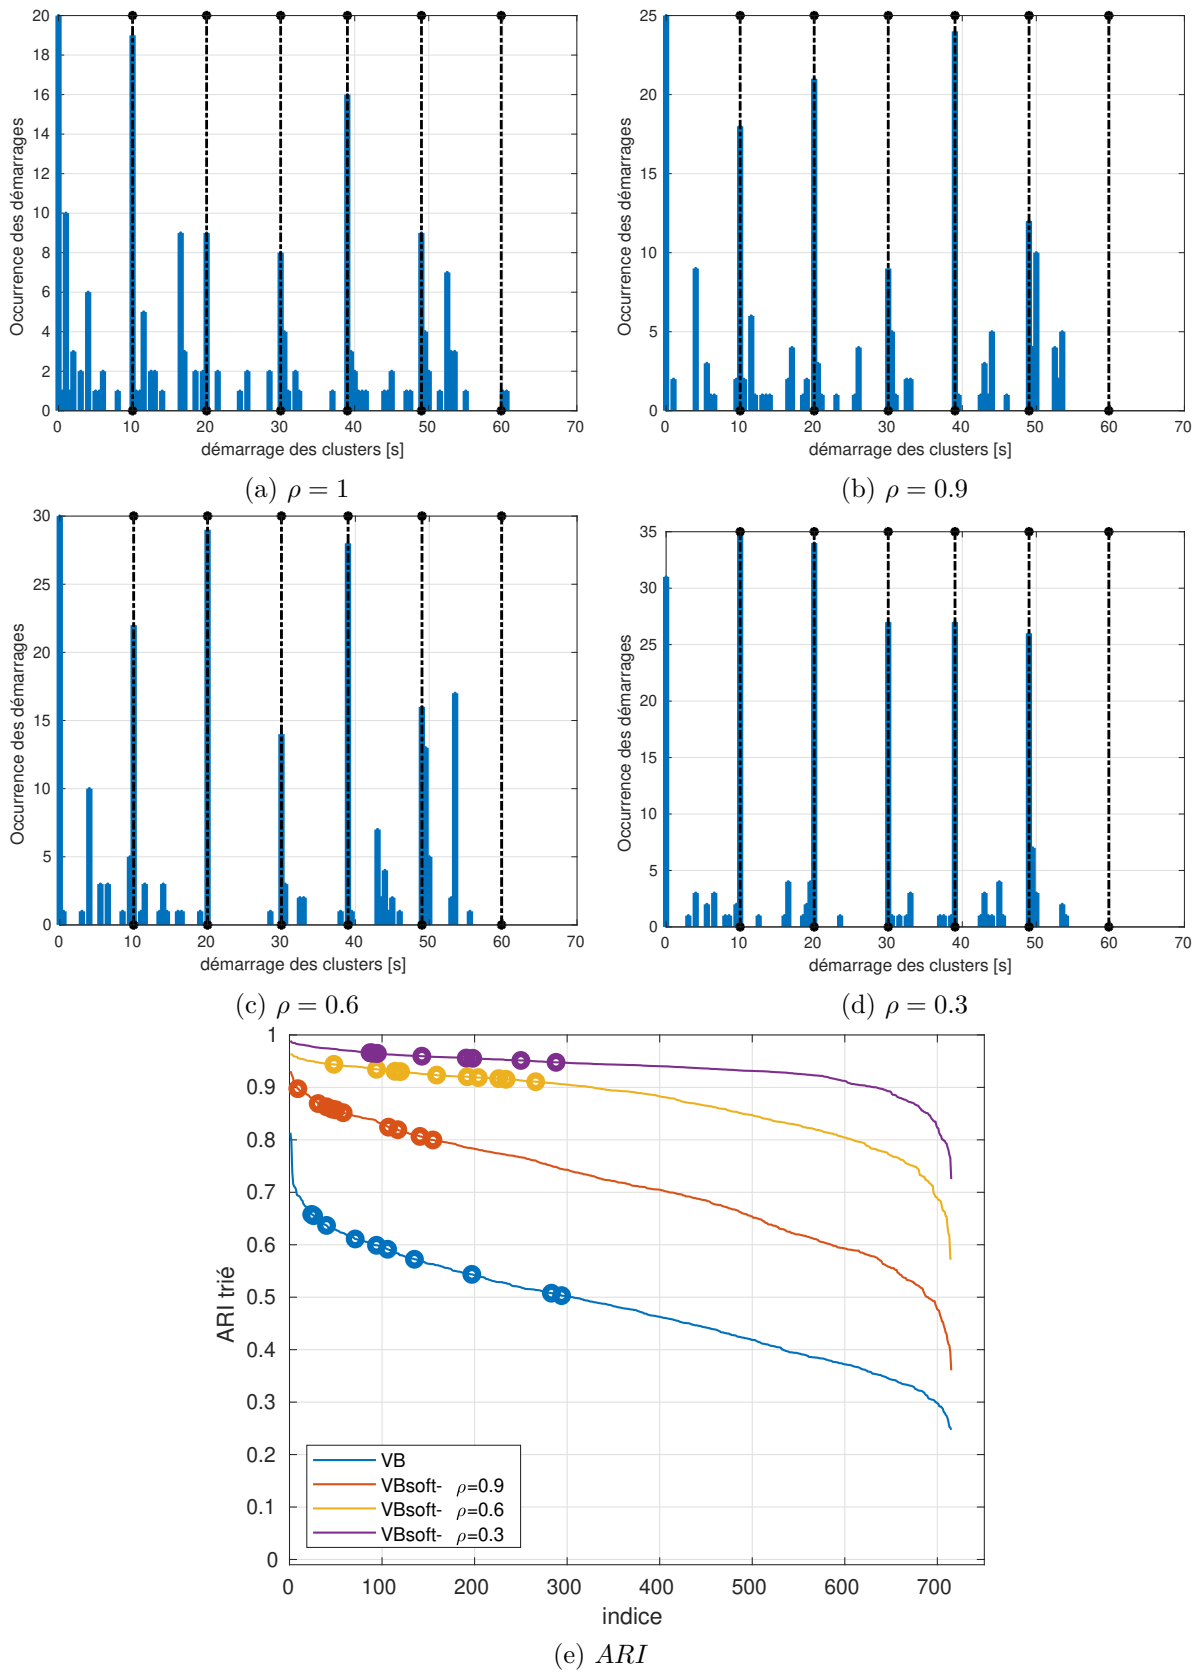 Occurrence des démarrages
20
18
16
14
12
10
8
6
4
2
0
0 10 20 30 40 50 60 70
démarrage des clusters [s]
(a) ρ = 1
Occurrence des démarrages
25
20
15
10
5
0
0 10 20 30 40 50 60 70
démarrage des clusters [s]
(b) ρ = 0.9
Occurrence des démarrages
30
25
20
15
10
5
0
0 10 20 30 40 50 60 70
démarrage des clusters [s]
(c) ρ = 0.6
Occurrence des démarrages
35
30
25
20
15
10
5
0
0 10 20 30 40 50 60 70
démarrage des clusters [s]
(d) ρ = 0.3
ARI trié
1
0.9
0.8
0.7
0.6
0.5
0.4
0.3
0.2
0.1
0
VB
VBsoft- ρ=0.9
VBsoft- ρ=0.6
VBsoft- ρ=0.3
0 100 200 300 400 500 600 700
indice
(e) ARI